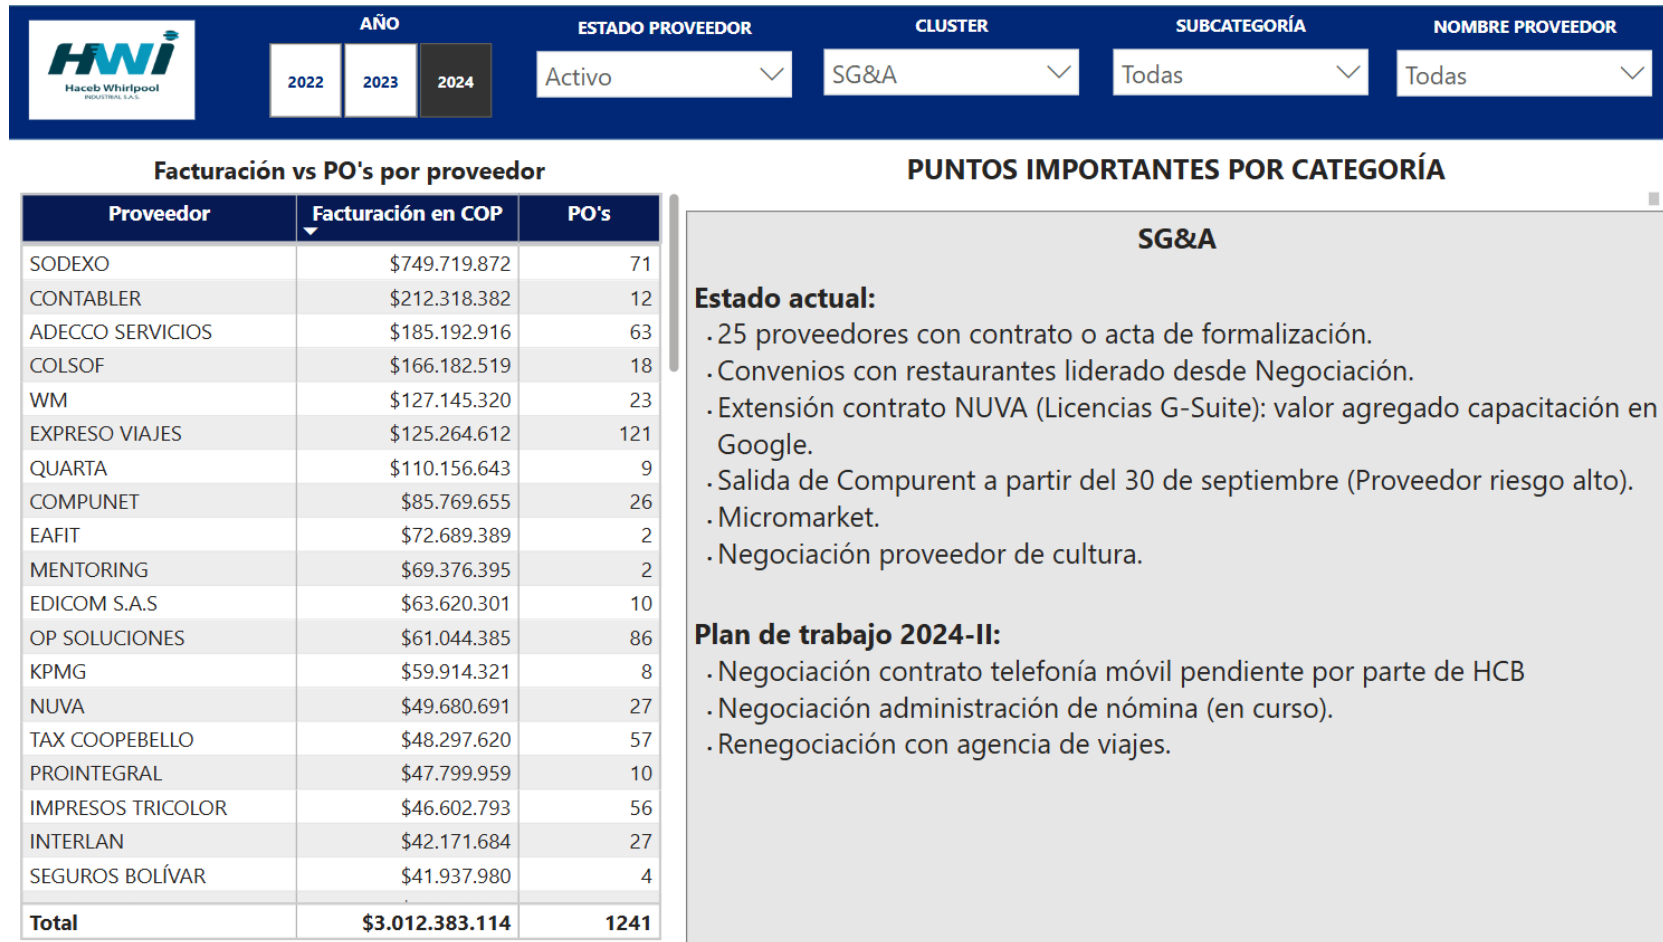 HWI
Haceb Whirlpool
INDUSTRIAL S.A.S.
AÑO
2022
2023
2024
ESTADO PROVEEDOR
Activo
CLUSTER
SG&A
SUBCATEGORÍA
Todas
NOMBRE PROVEEDOR
Todas
Facturación vs PO's por proveedor
Proveedor Facturación en COP PO's
SODEXO $749.719.872 71
CONTABLER $212.318.382 12
ADECCO SERVICIOS $185.192.916 63
COLSOF $166.182.519 18
WM $127.145.320 23
EXPRESO VIAJES $125.264.612 121
QUARTA $110.156.643 9
COMPUNET $85.769.655 26
EAFIT $72.689.389 2
MENTORING $69.376.395 2
EDICOM S.A.S $63.620.301 10
OP SOLUCIONES $61.044.385 86
KPMG $59.914.321 8
NUVA $49.680.691 27
TAX COOPEBELLO $48.297.620 57
PROINTEGRAL $47.799.959 10
IMPRESOS TRICOLOR $46.602.793 56
INTERLAN $42.171.684 27
SEGUROS BOLÍVAR $41.937.980 4
Total $3.012.383.114 1241
PUNTOS IMPORTANTES POR CATEGORÍA
SG&A
Estado actual:
· 25 proveedores con contrato o acta de formalización.
· Convenios con restaurantes liderado desde Negociación.
· Extensión contrato NUVA (Licencias G-Suite): valor agregado capacitación en
Google.
· Salida de Compurent a partir del 30 de septiembre (Proveedor riesgo alto).
· Micromarket.
· Negociación proveedor de cultura.
Plan de trabajo 2024-II:
· Negociación contrato telefonía móvil pendiente por parte de HCB
· Negociación administración de nómina (en curso).
· Renegociación con agencia de viajes.